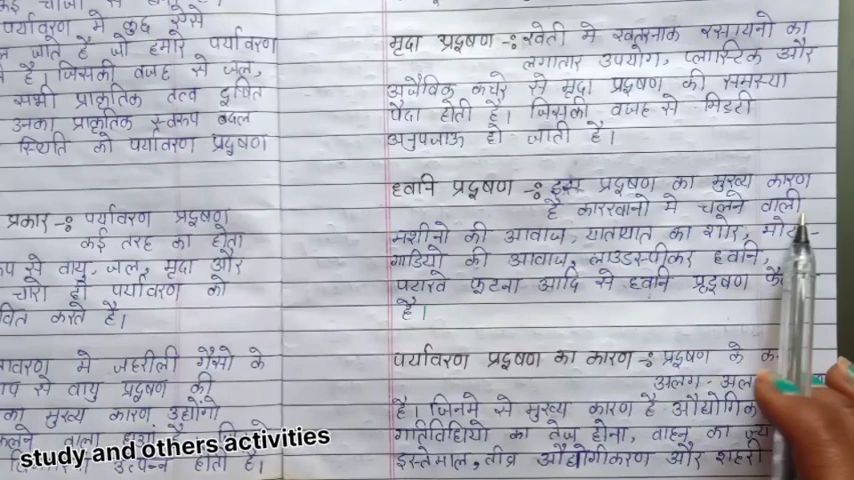 पर्यावरण मे कुछ ऐसे
जाते है जो हमारे पर्यावरण
है। जिसकी वजह से जल,
सभी प्राकृतिक तत्व दूषित
उनका प्राकृतिक स्वरूप बदल
स्थिति को पर्यावरण प्रदूषण
प्रकार -: पर्यावरण प्रदूषण
कई तरह का होता
से वायु, जल, मृदा और
चारो ही पर्यावरण को
करते है।
मे जहरीली गैसो के
से वायु प्रदूषण की
का मुख्य कारण उद्योगो
वाला
उत्पन्न होती है।
मृदा प्रदूषण -: खेती मे खतरनाक रसायनो का
लगातार उपयोग, प्लास्टिक और
अजैविक कचरे से मृदा प्रदूषण की समस्या
पैदा होती है। जिसकी वजह से मिट्टी
अनुपजाऊ हो जाती है।
ध्वनि प्रदूषण -: इस प्रदूषण का मुख्य कारण
है कारखानो मे चलने वाली
मशीनो की आवाज, यातायात का शोर,
गाडियो की आवाज, लाउडस्पीकर ध्वनि,
पटाखे फूटना आदि से ध्वनि प्रदूषण
है।
पर्यावरण प्रदूषण का कारण -: प्रदूषण के
अलग-
है। जिनमे से मुख्य कारण है औद्योगिक
गतिविधियो का तेज होना, वाहन का
इस्तेमाल, तीव्र औद्योगीकरण और शहरी
study and others activities